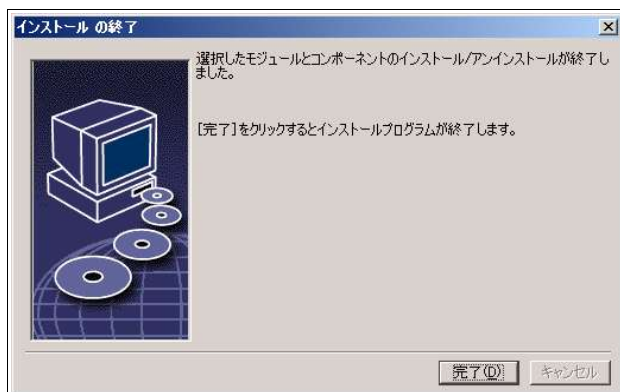 インストール の終了
選択したモジュールとコンポーネントのインストール/アンインストールが終了し
ました。
[完了]をクリックするとインストールプログラムが終了します。
完了(D)
キャンセル